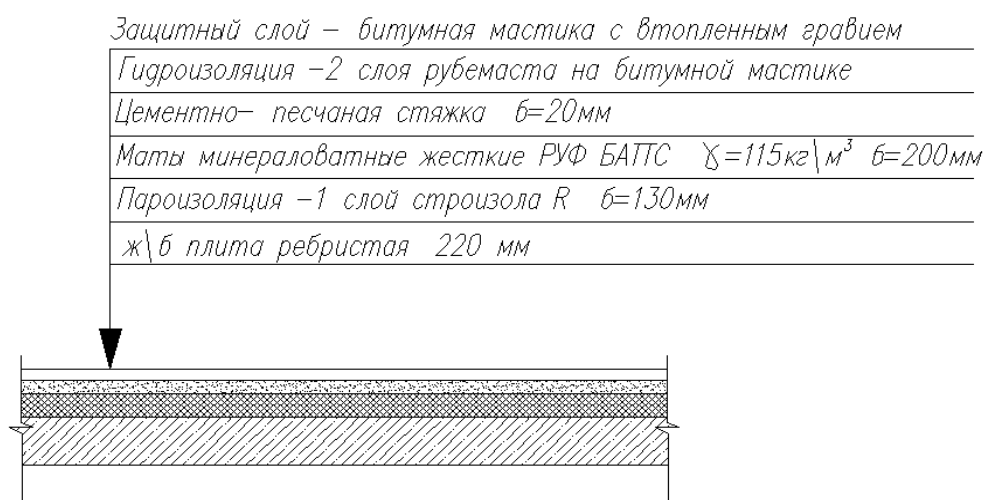 Защитный слой – битумная мастика с втопленным гравием
Гидроизоляция –2 слоя рубемаста на битумной мастике
Цементно– песчаная стяжка б=20мм
Маты минераловатные жесткие РУФ БАТТС ɣ=115кг\м³ б=200мм
Пароизоляция –1 слой строизола R б=130мм
ж\б плита ребристая 220 мм